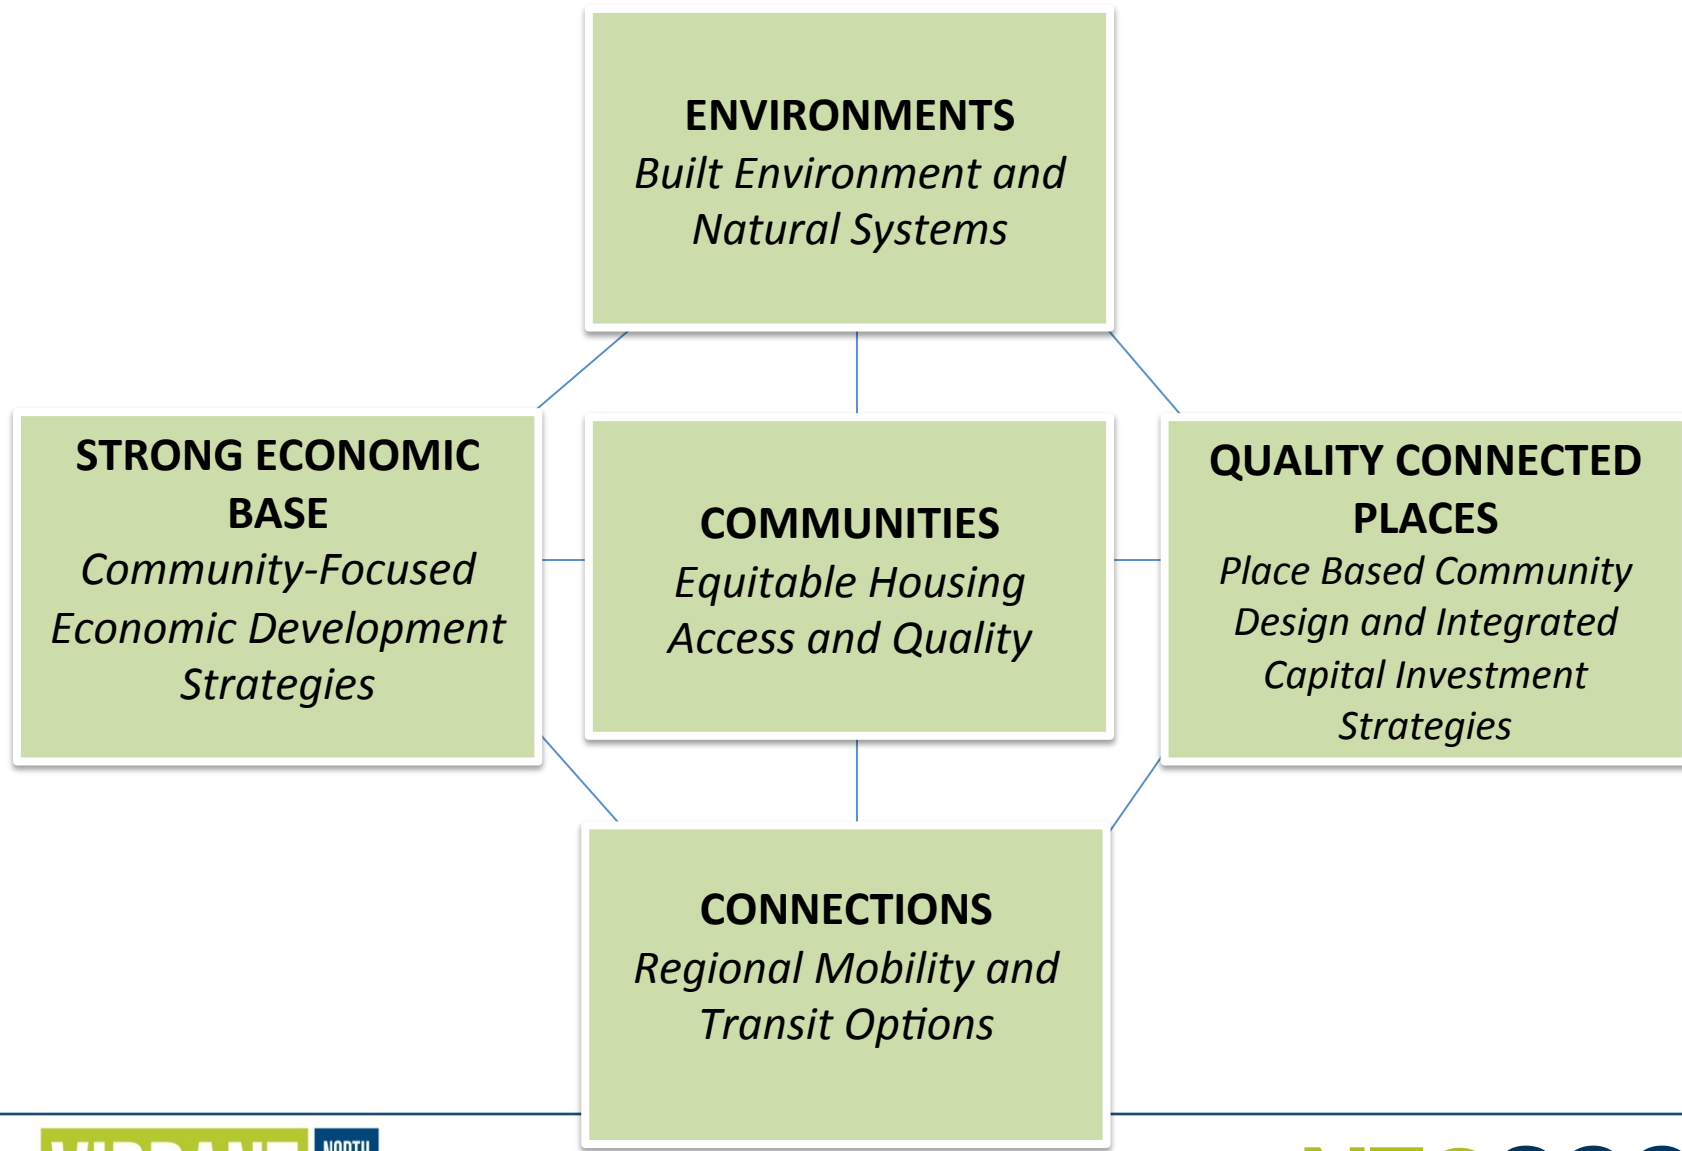 ENVIRONMENTS
Built Environment and
Natural Systems
STRONG ECONOMIC
BASE
Community-Focused
Economic Development
Strategies
COMMUNITIES
Equitable Housing
Access and Quality
QUALITY CONNECTED
PLACES
Place Based Community
Design and Integrated
Capital Investment
Strategies
CONNECTIONS
Regional Mobility and
Transit Options
VIBRANT NORTH